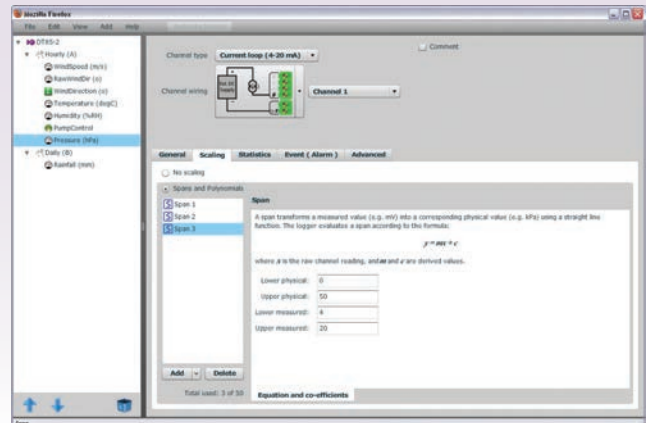 Mozilla Firefox
File Edit View Add Help
DT85-2
Hourly (A)
WindSpeed (m/s)
RawWindDir (o)
WindDirection (o)
Temperature (degC)
Humidity (%RH)
PumpControl
Pressure (hPa)
Daily (B)
Rainfall (mm)
Channel type Current loop (4-20 mA)
Comment
Channel wiring
Channel 1
General Scaling Statistics Event ( Alarm ) Advanced
No scaling
Spans and Polynomials
Span 1
Span 2
Span 3
Add Delete
Total used: 3 of 50
Span
A span transforms a measured value (e.g. mV) into a corresponding physical value (e.g. kPa) using a straight line
function. The logger evaluates a span according to the formula:
y = mx + c
where x is the raw channel reading, and m and c are derived values.
Lower physical: 0
Upper physical: 50
Lower measured: 4
Upper measured: 20
Equation and co-efficients